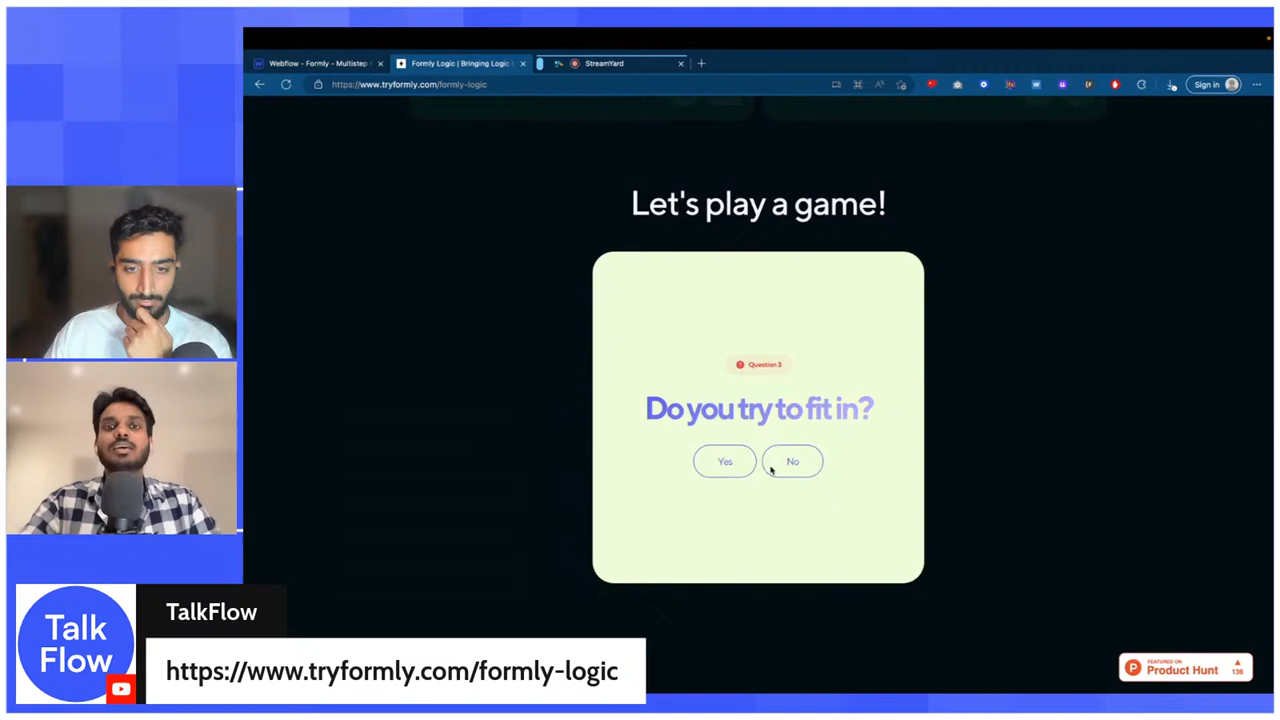 Webflow - Formly - Multistep
Formly Logic | Bringing Logic
StreamYard
https://www.tryformly.com/formly-logic
Sign in
Let's play a game!
Question 3
Do you try to fit in?
Yes
No
Talk
Flow
TalkFlow
https://www.tryformly.com/formly-logic
FEATURED ON
Product Hunt
136